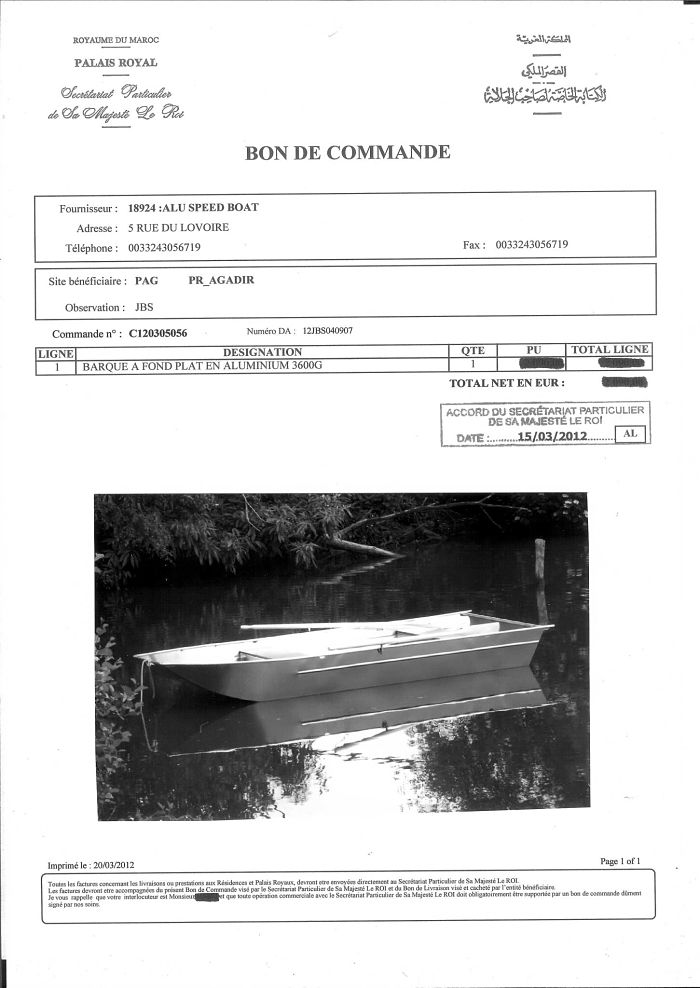 ROYAUME DU MAROC
PALAIS ROYAL
Secrétariat Particulier
de Sa Majesté Le Roi
المملكة المغربية
القصر الملكي
الكتابة الخاصة لصاحب الجلالة
BON DE COMMANDE
Fournisseur : 18924 :ALU SPEED BOAT
Adresse : 5 RUE DU LOVOIRE
Téléphone : 0033243056719 Fax : 0033243056719
Site bénéficiaire : PAG PR_AGADIR
Observation : JBS
Commande n° : C120305056 Numéro DA : 12JBS040907
LIGNE DESIGNATION QTE PU TOTAL LIGNE
1 BARQUE A FOND PLAT EN ALUMINIUM 3600G 1
TOTAL NET EN EUR :
ACCORD DU SECRÉTARIAT PARTICULIER
DE SA MAJESTÉ LE ROI
DATE :..........15/03/2012......... AL
Imprimé le : 20/03/2012 Page 1 of 1
Toutes les factures concernant les livraisons ou prestations aux Résidences et Palais Royaux, devront etre envoyées directement au Secrétariat Particulier de Sa Majesté Le ROI.
Les factures devront etre accompagnées du présent Bon de Commande visé par le Secrétariat Particulier de Sa Majesté Le ROI et du Bon de Livraison visé et cacheté par l'entité bénéficiaire.
Je vous rappelle que votre interlocuteur est Monsieur et que toute opération commerciale avec le Secrétariat Particulier de Sa Majesté Le ROI doit obligatoirement être supportée par un bon de commande dûment
signé par nos soins.